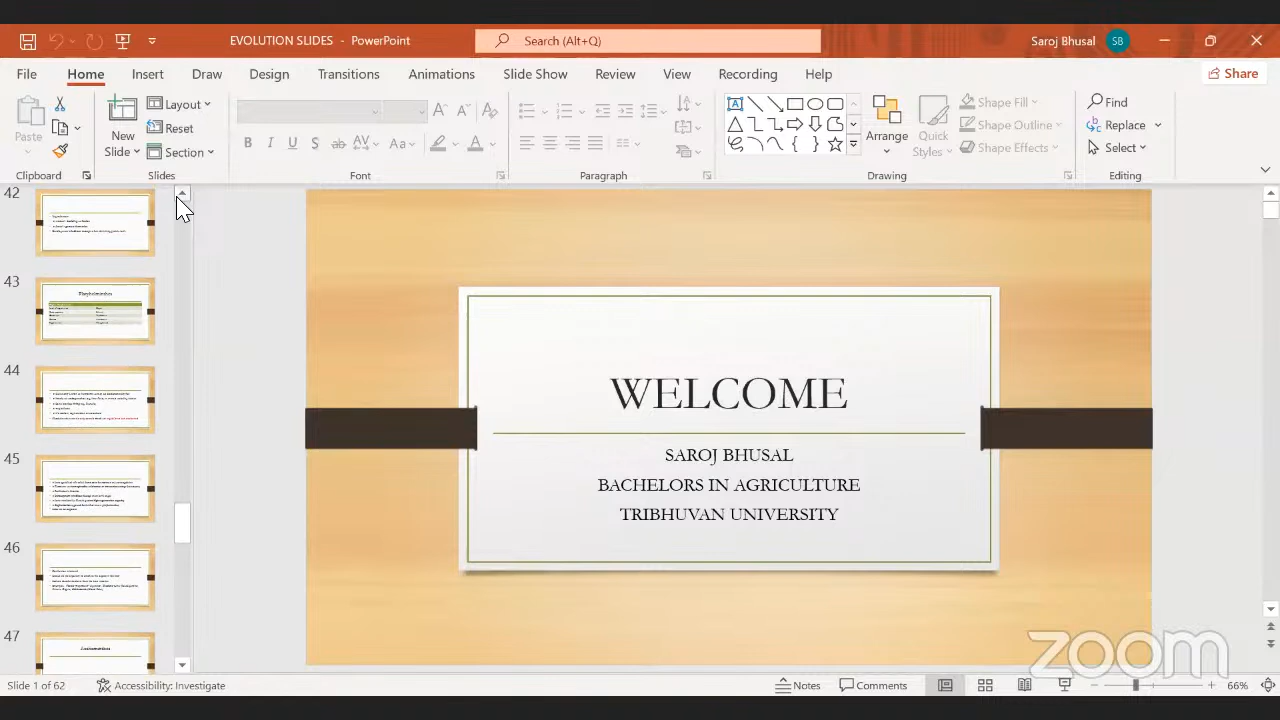 EVOLUTION SLIDES - PowerPoint
Search (Alt+Q)
Saroj Bhusal
SB
File Home Insert Draw Design Transitions Animations Slide Show Review View Recording Help
Share
Paste
New Slide
Layout
Reset
Section
B I U S ab AV Aa A
A A A
Arrange
Quick Styles
Shape Fill
Shape Outline
Shape Effects
Find
Replace
Select
Clipboard Slides Font Paragraph Drawing Editing
42
43
44
45
46
47
WELCOME
SAROJ BHUSAL
BACHELORS IN AGRICULTURE
TRIBHUVAN UNIVERSITY
zoom
Slide 1 of 62 Accessibility: Investigate Notes Comments 66%